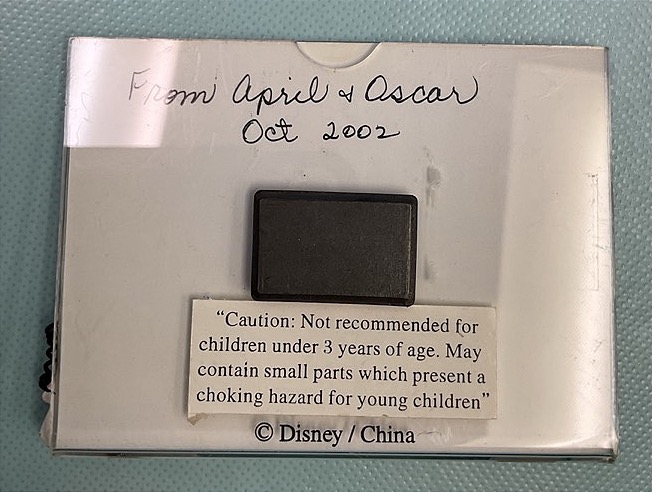 From April & Oscar
Oct 2002
“Caution: Not recommended for
children under 3 years of age. May
contain small parts which present a
choking hazard for young children”
© Disney / China